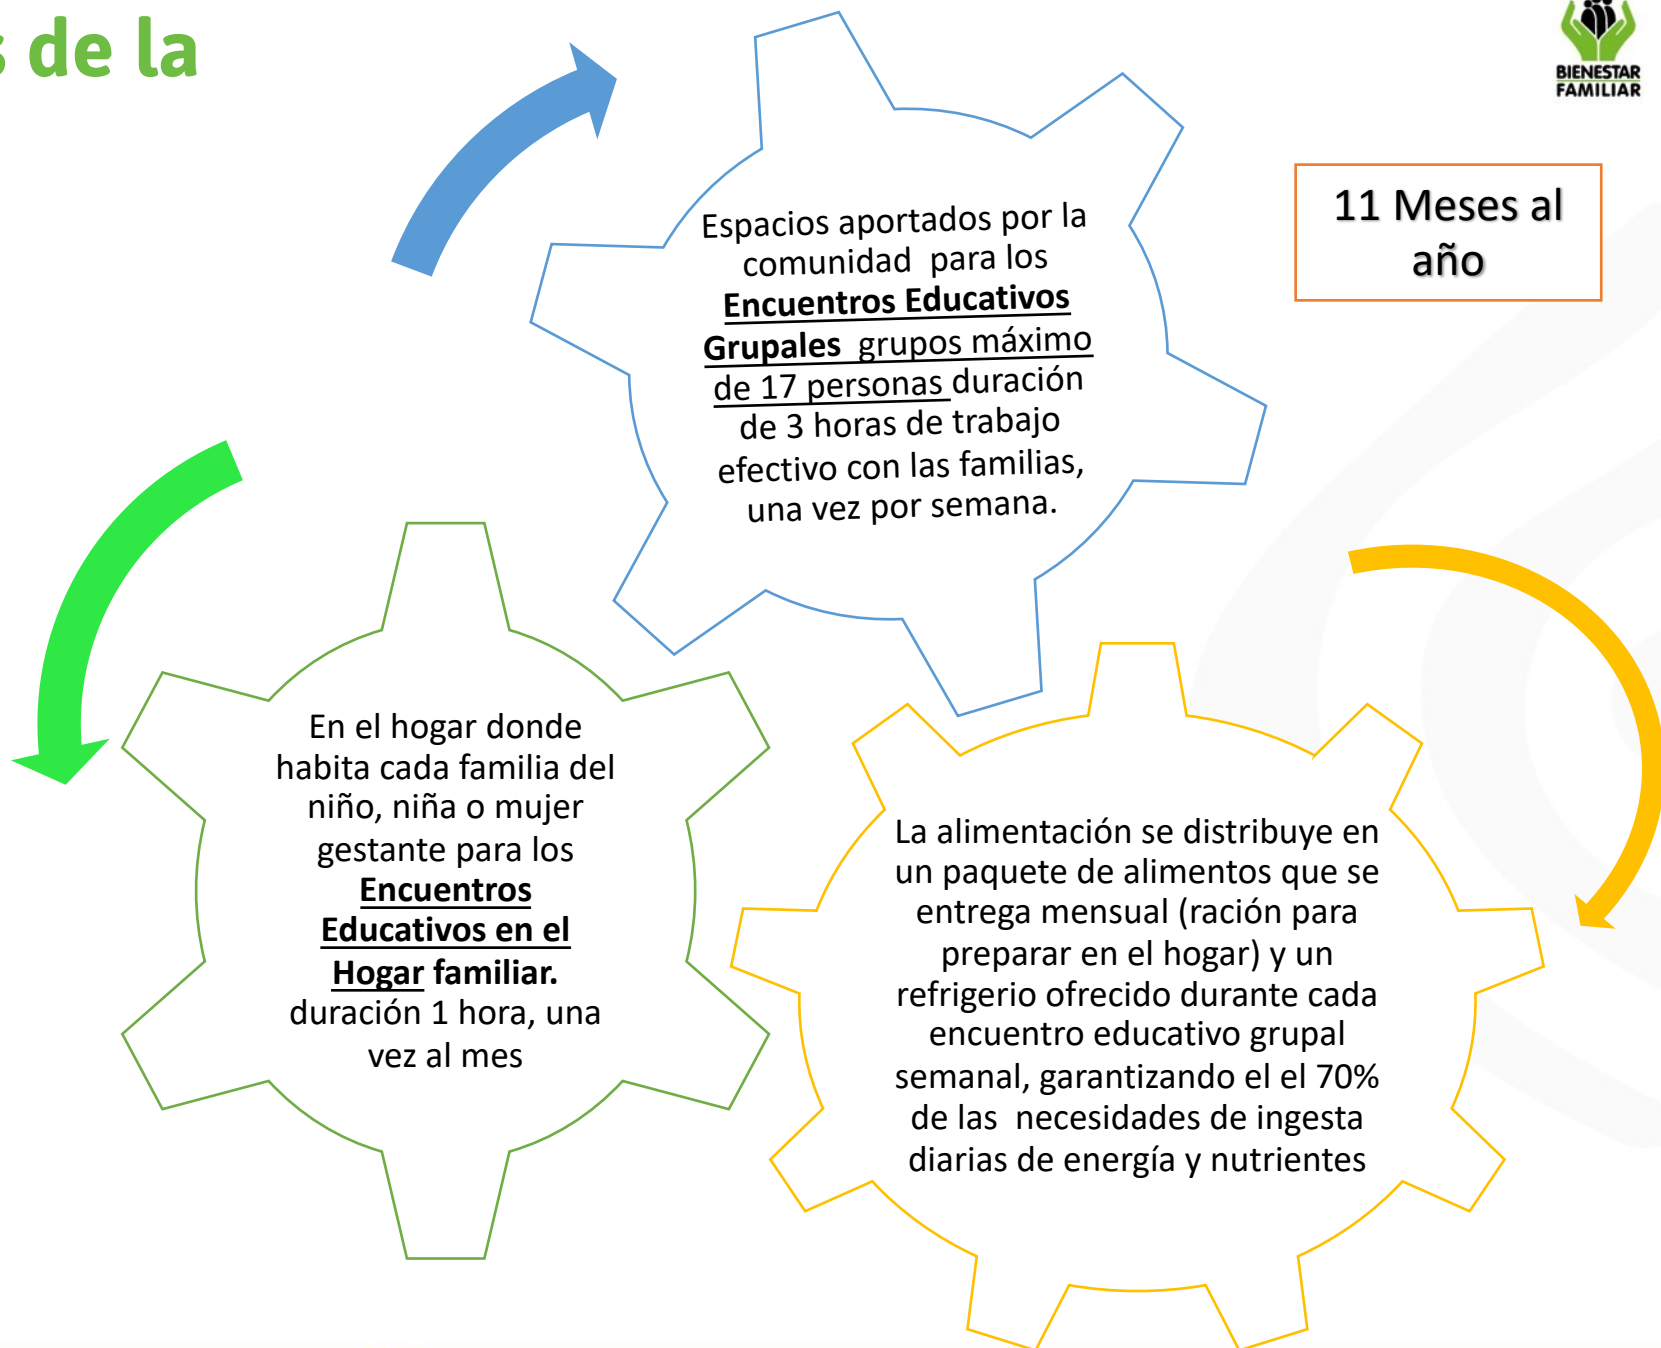 s de la
BIENESTAR
FAMILIAR
11 Meses al
año
Espacios aportados por la
comunidad para los
Encuentros Educativos
Grupales grupos máximo
de 17 personas duración
de 3 horas de trabajo
efectivo con las familias,
una vez por semana.
En el hogar donde
habita cada familia del
niño, niña o mujer
gestante para los
Encuentros
Educativos en el
Hogar familiar.
duración 1 hora, una
vez al mes
La alimentación se distribuye en
un paquete de alimentos que se
entrega mensual (ración para
preparar en el hogar) y un
refrigerio ofrecido durante cada
encuentro educativo grupal
semanal, garantizando el el 70%
de las necesidades de ingesta
diarias de energía y nutrientes